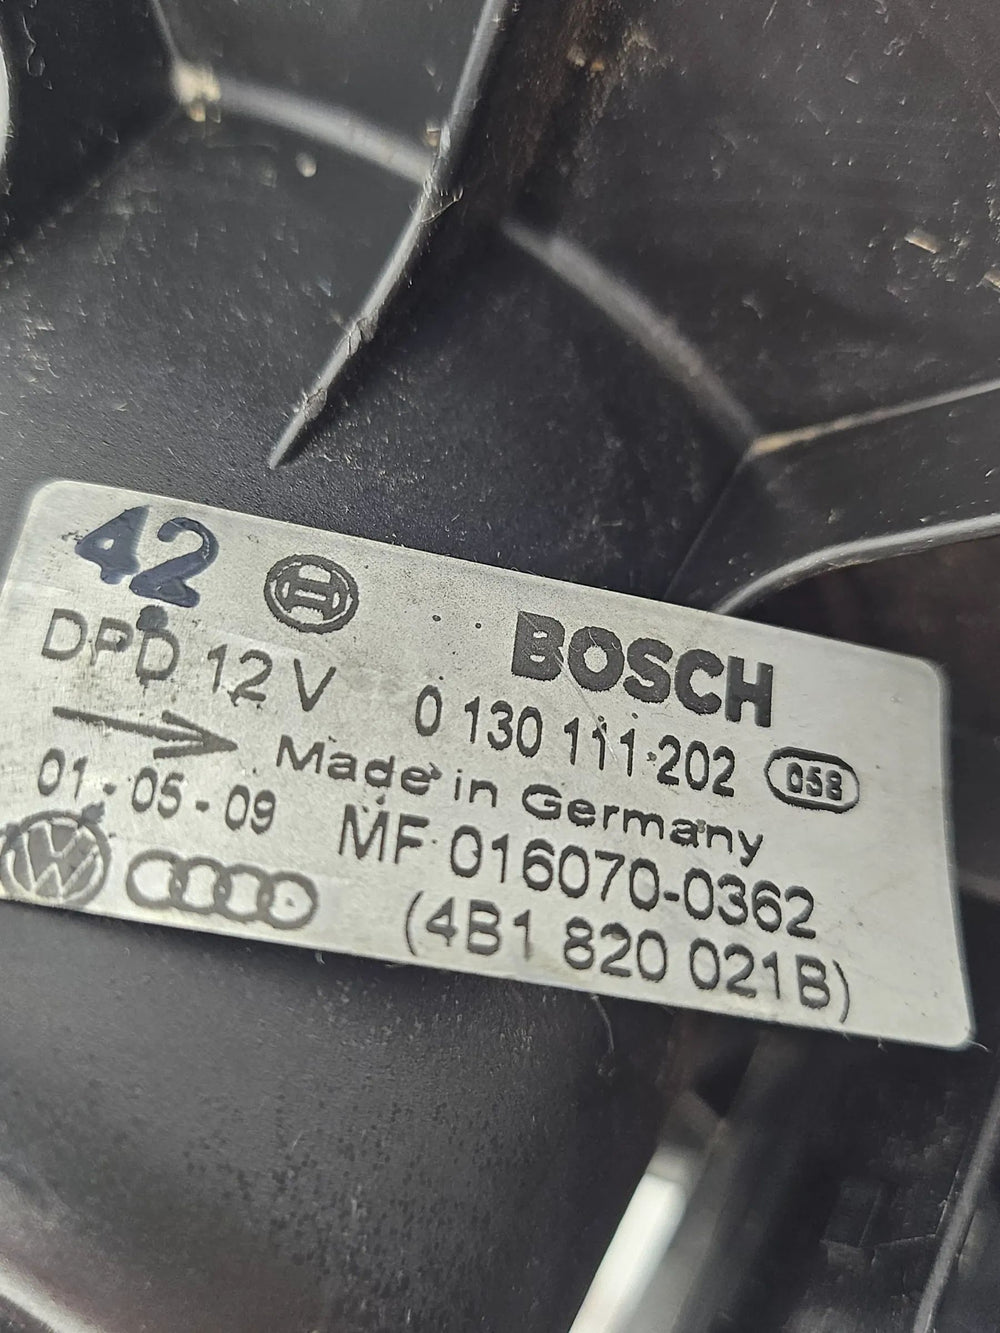 42
BOSCH
DPD 12 V
0 130 111 202
058
Made in Germany
01-05-09
MF 016070-0362
(4B1 820 021B)